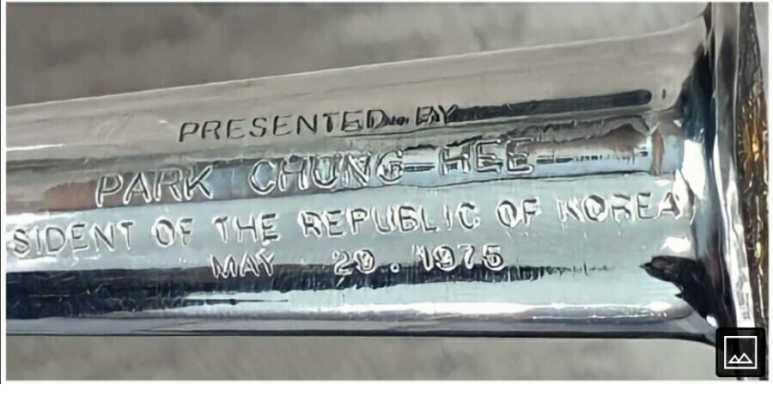 PRESENTED BY
PARK CHUNG HEE
SIDENT OF THE REPUBLIC OF KOREA
MAY 29. 1975